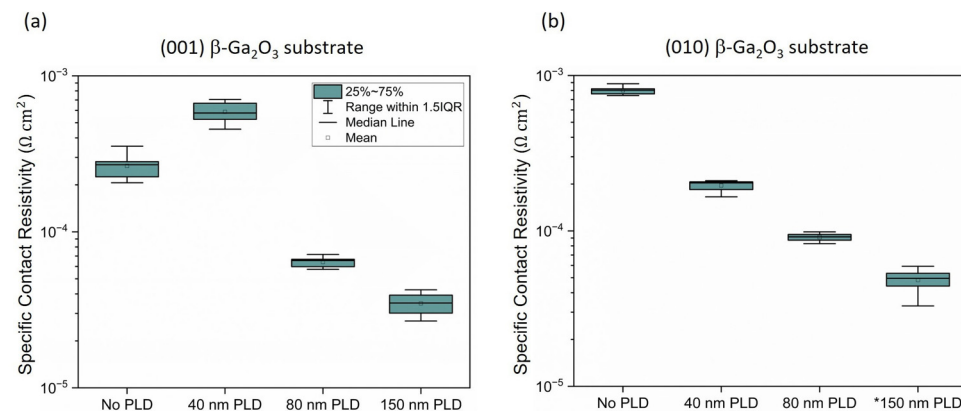 (a)
(001) β-Ga₂O₃ substrate
Specific Contact Resistivity (Ω cm²)
10⁻³
10⁻⁴
10⁻⁵
25%~75%
Range within 1.5IQR
Median Line
Mean
No PLD 40 nm PLD 80 nm PLD 150 nm PLD
(b)
(010) β-Ga₂O₃ substrate
Specific Contact Resistivity (Ω cm²)
10⁻³
10⁻⁴
10⁻⁵
No PLD 40 nm PLD 80 nm PLD *150 nm PLD